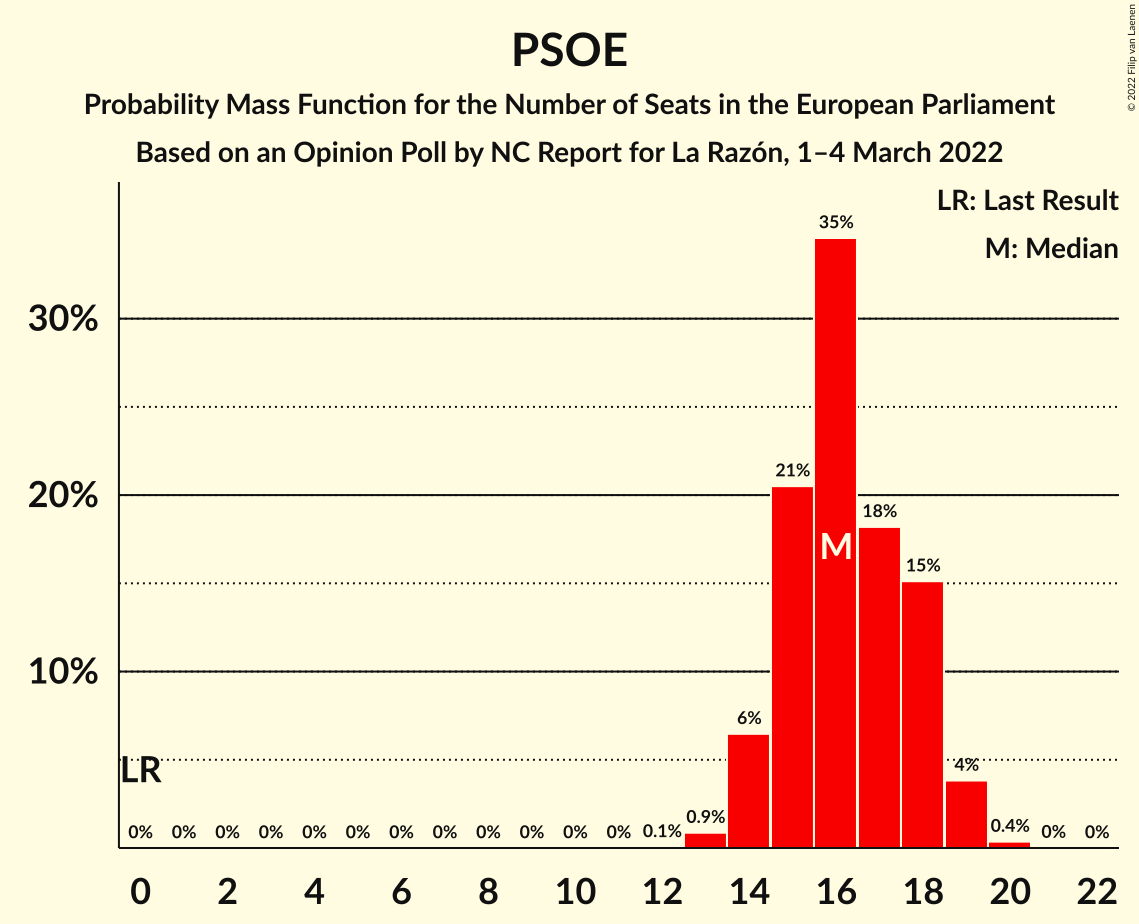 © 2022 Filip van Laenen
PSOE
Probability Mass Function for the Number of Seats in the European Parliament
Based on an Opinion Poll by NC Report for La Razón, 1–4 March 2022
LR: Last Result
M: Median
35%
30%
21%
20%
18%
M
15%
10%
6%
LR
4%
0% 0% 0% 0% 0% 0% 0% 0% 0% 0% 0% 0% 0.1% 0.9% 0.4% 0% 0%
0 2 4 6 8 10 12 14 16 18 20 22